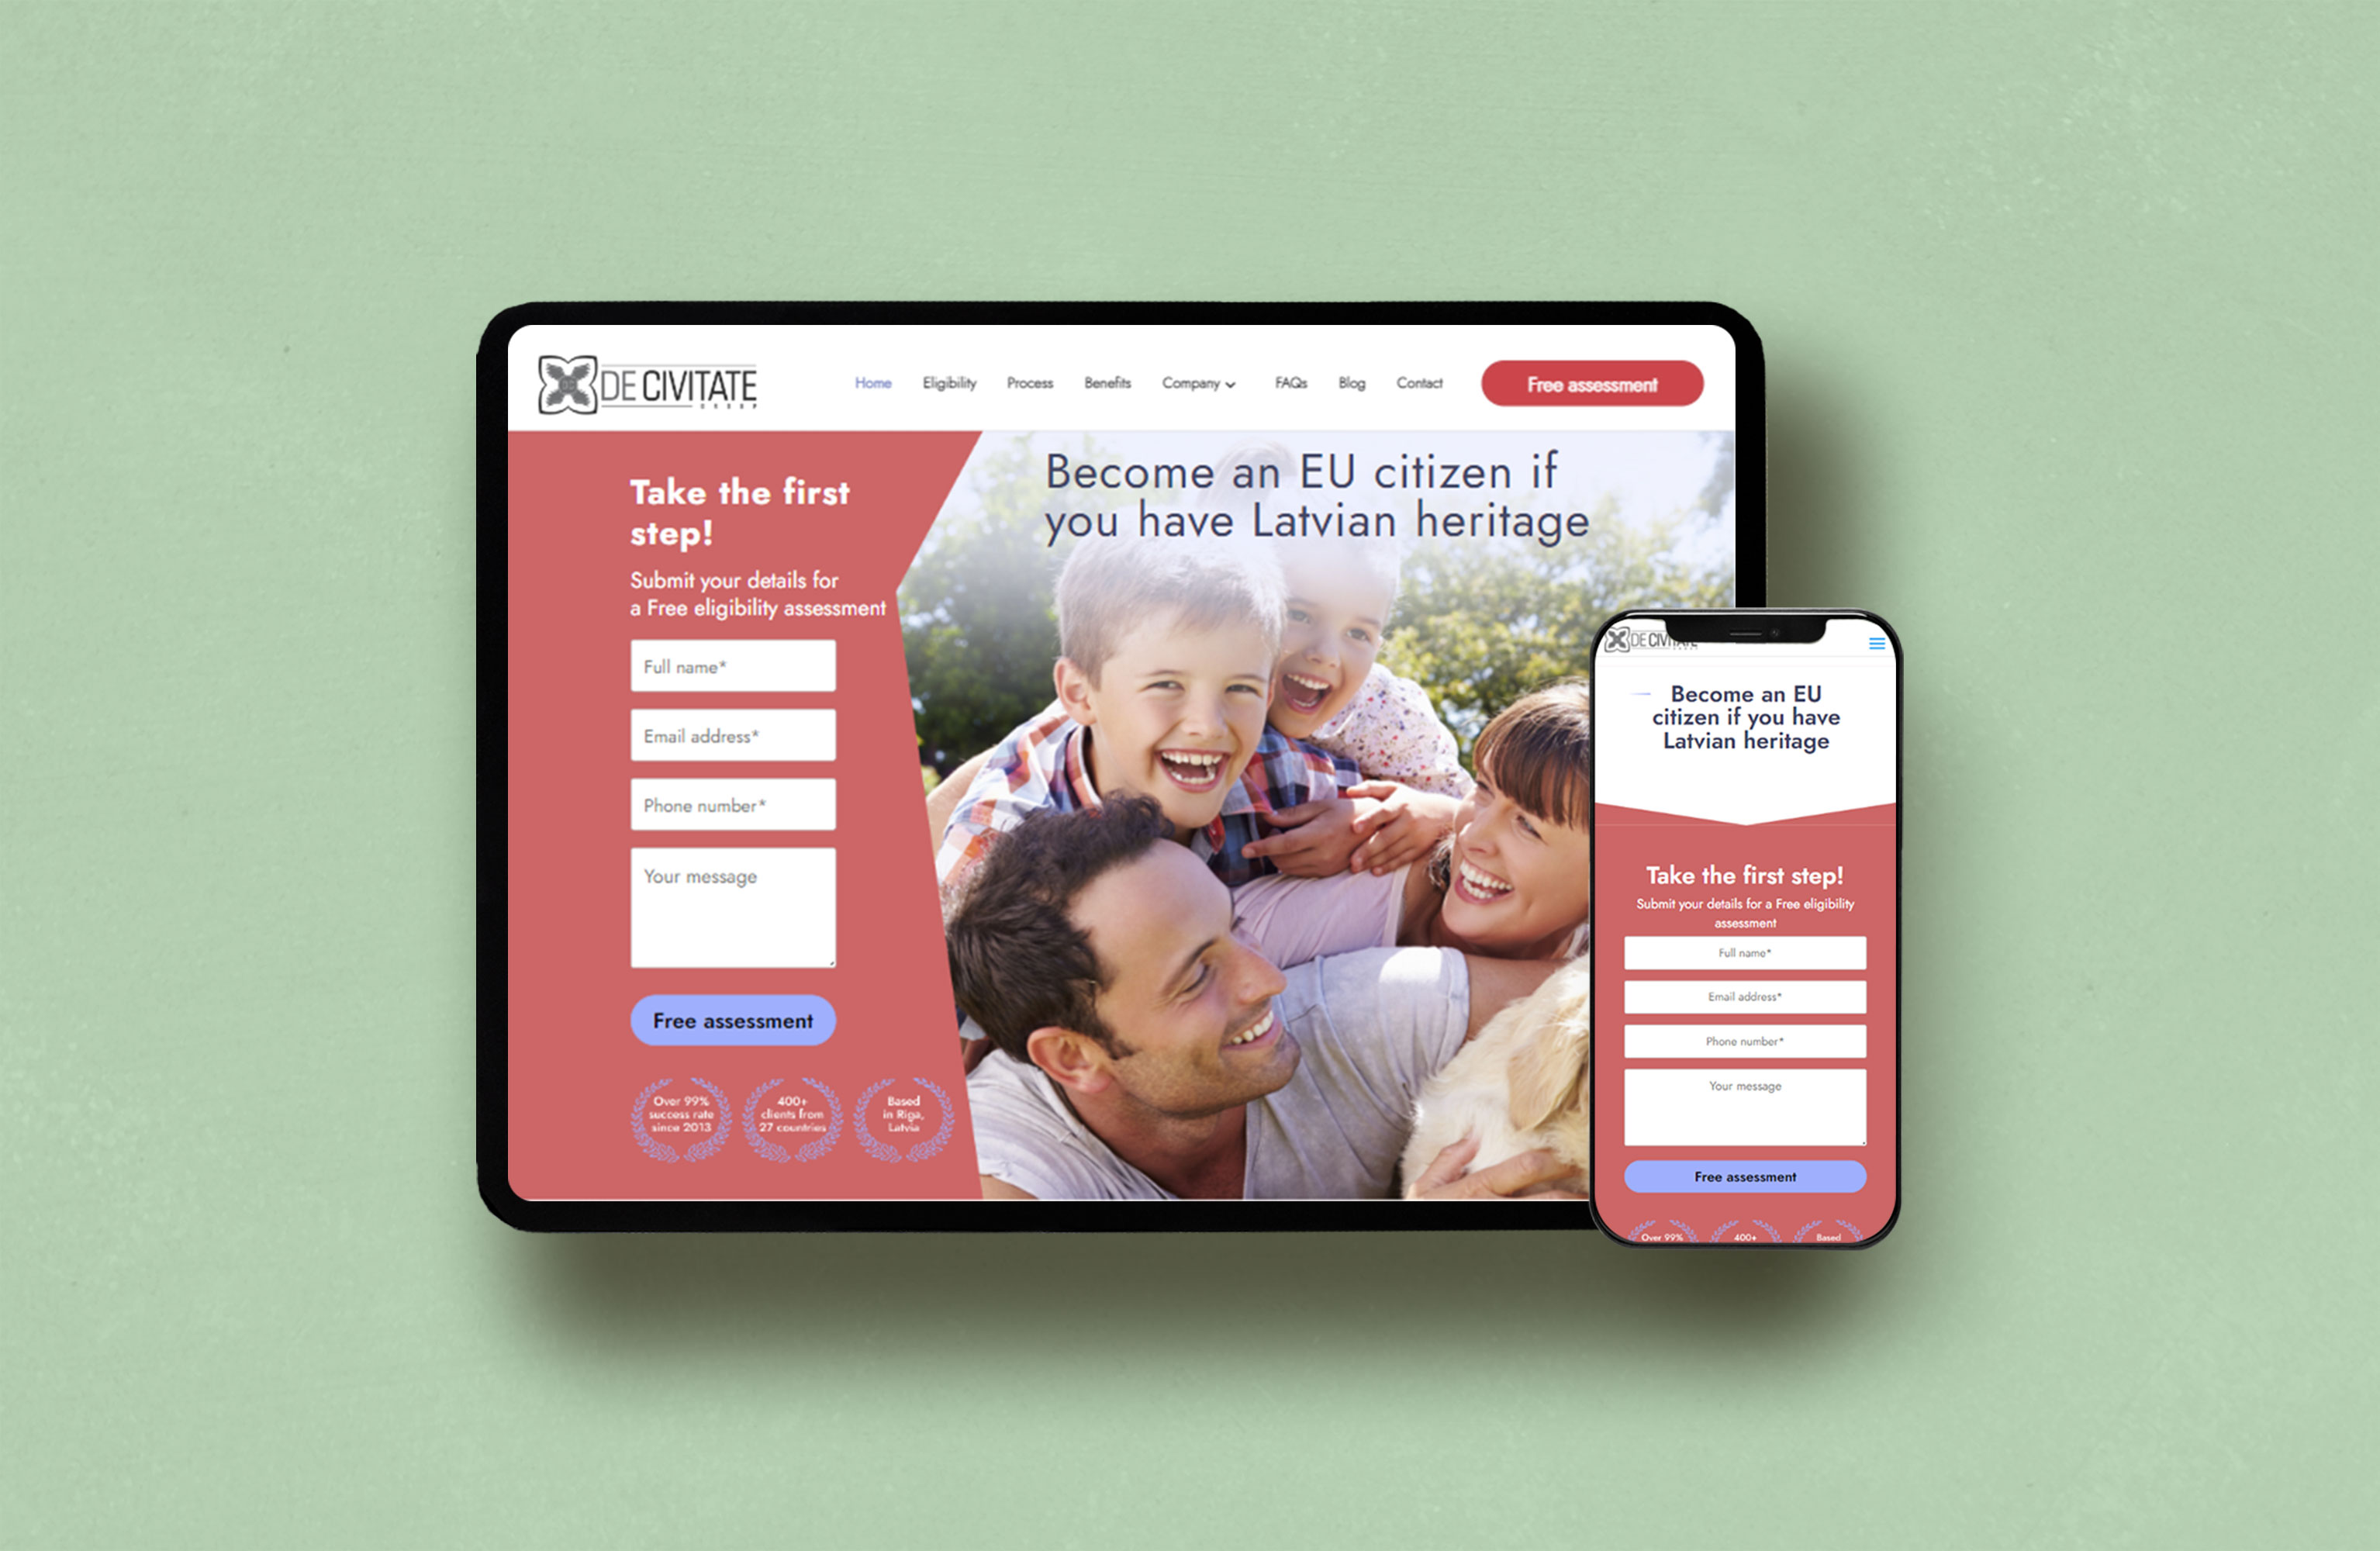 DE CIVITATE
GROUP
Home
Eligibility
Process
Benefits
Company
FAQs
Blog
Contact
Free assessment
Take the first
step!
Submit your details for
a Free eligibility assessment
Full name*
Email address*
Phone number*
Your message
Free assessment
Over 99%
success rate
since 2013
400+
clients from
27 countries
Based
in Riga,
Latvia
Become an EU citizen if
you have Latvian heritage
DE CIVITATE
Become an EU
citizen if you have
Latvian heritage
Take the first step!
Submit your details for a Free eligibility
assessment
Full name*
Email address*
Phone number*
Your message
Free assessment
Over 99%
400+
Based